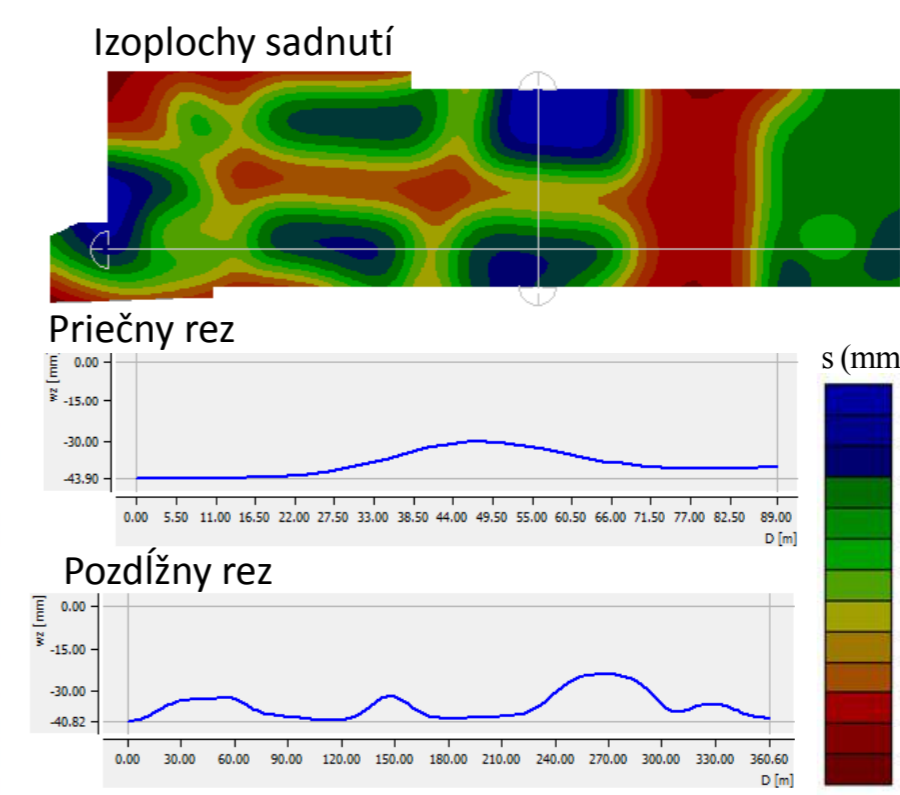 Izoplochy sadnutí
Priečny rez
wz [mm]
0.00
-15.00
-30.00
-43.90
0.00 5.50 11.00 16.50 22.00 27.50 33.00 38.50 44.00 49.50 55.00 60.50 66.00 71.50 77.00 82.50 89.00
D [m]
s (mm
Pozdĺžny rez
wz [mm]
0.00
-15.00
-30.00
-40.82
0.00 30.00 60.00 90.00 120.00 150.00 180.00 210.00 240.00 270.00 300.00 330.00 360.60
D [m]